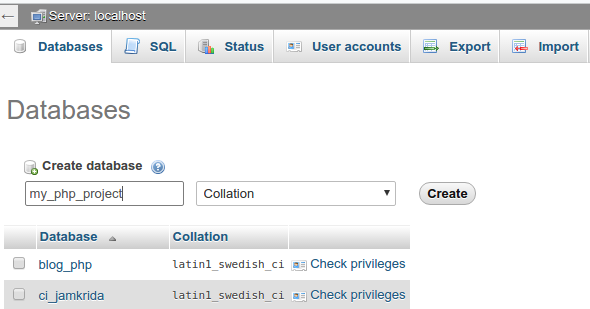 Server: localhost
Databases SQL Status User accounts Export Import
Databases
Create database
my_php_project Collation Create
Database Collation
blog_php latin1_swedish_ci Check privileges
ci_jamkrida latin1_swedish_ci Check privileges